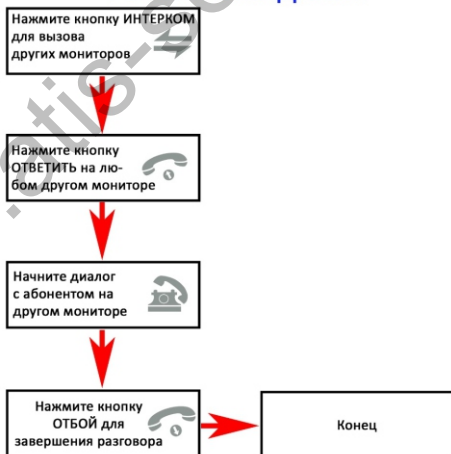 Нажмите кнопку ИНТЕРКОМ
для вызова
других мониторов
Нажмите кнопку
ОТВЕТИТЬ на лю-
бом другом мониторе
Начните диалог
с абонентом на
другом мониторе
Нажмите кнопку
ОТБОЙ для
завершения разговора
Конец